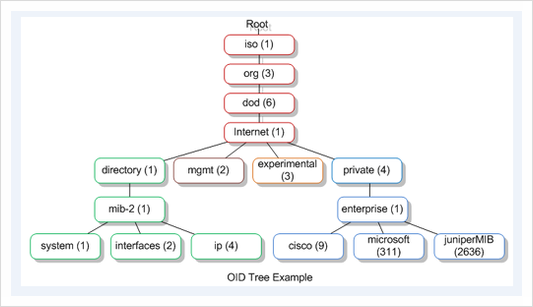 Root
iso (1)
org (3)
dod (6)
Internet (1)
directory (1)
mgmt (2)
experimental
(3)
private (4)
mib-2 (1)
enterprise (1)
system (1)
interfaces (2)
ip (4)
cisco (9)
microsoft
(311)
juniperMIB
(2636)
OID Tree Example